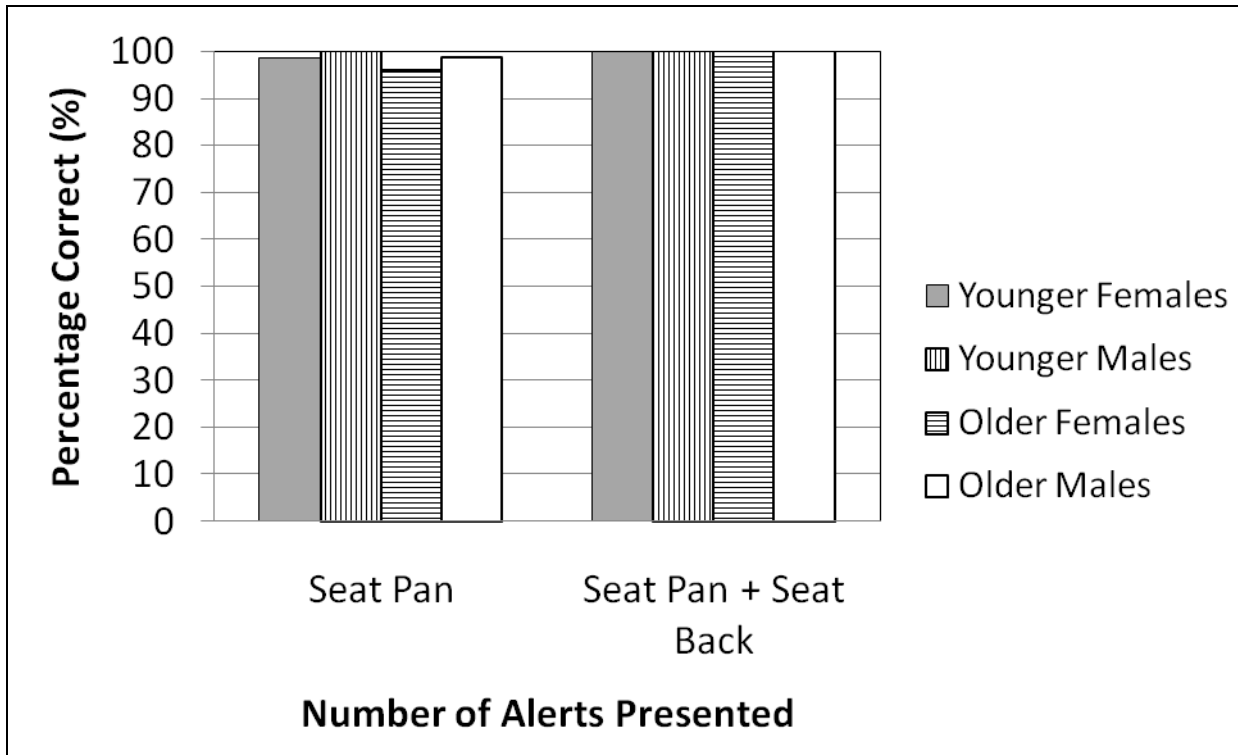 Percentage Correct (%)
100
90
80
70
60
50
40
30
20
10
0
Seat Pan
Seat Pan + Seat
Back
Number of Alerts Presented
Younger Females
Younger Males
Older Females
Older Males